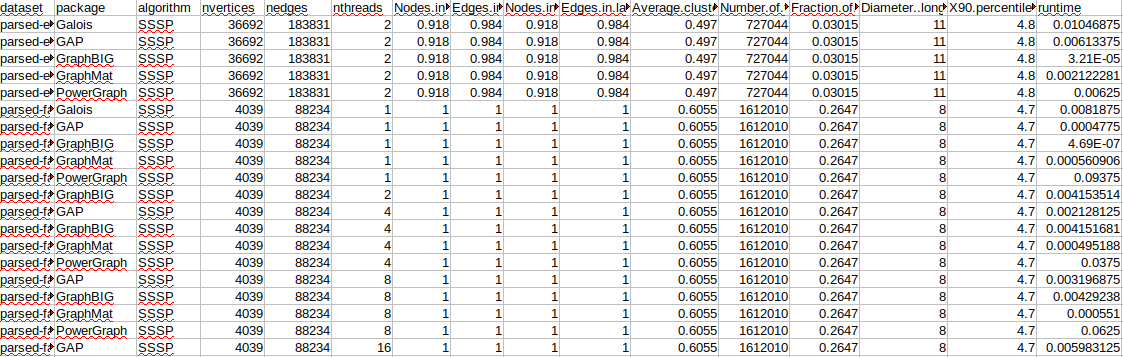 dataset package algorithm nvertices nedges nthreads Nodes.in Edges.in Nodes.in Edges.in.la Average.clust Number.of. Fraction.of Diameter..long X90.percentile runtime
parsed-e Galois SSSP 36692 183831 2 0.918 0.984 0.918 0.984 0.497 727044 0.03015 11 4.8 0.01046875
parsed-e GAP SSSP 36692 183831 2 0.918 0.984 0.918 0.984 0.497 727044 0.03015 11 4.8 0.00613375
parsed-e GraphBIG SSSP 36692 183831 2 0.918 0.984 0.918 0.984 0.497 727044 0.03015 11 4.8 3.21E-05
parsed-e GraphMat SSSP 36692 183831 2 0.918 0.984 0.918 0.984 0.497 727044 0.03015 11 4.8 0.002122281
parsed-e PowerGraph SSSP 36692 183831 2 0.918 0.984 0.918 0.984 0.497 727044 0.03015 11 4.8 0.00625
parsed-fa Galois SSSP 4039 88234 1 1 1 1 1 0.6055 1612010 0.2647 8 4.7 0.0081875
parsed-fa GAP SSSP 4039 88234 1 1 1 1 1 0.6055 1612010 0.2647 8 4.7 0.0004775
parsed-fa GraphBIG SSSP 4039 88234 1 1 1 1 1 0.6055 1612010 0.2647 8 4.7 4.69E-07
parsed-fa GraphMat SSSP 4039 88234 1 1 1 1 1 0.6055 1612010 0.2647 8 4.7 0.000560906
parsed-fa PowerGraph SSSP 4039 88234 1 1 1 1 1 0.6055 1612010 0.2647 8 4.7 0.09375
parsed-fa GraphBIG SSSP 4039 88234 2 1 1 1 1 0.6055 1612010 0.2647 8 4.7 0.004153514
parsed-fa GAP SSSP 4039 88234 4 1 1 1 1 0.6055 1612010 0.2647 8 4.7 0.002128125
parsed-fa GraphBIG SSSP 4039 88234 4 1 1 1 1 0.6055 1612010 0.2647 8 4.7 0.004151681
parsed-fa GraphMat SSSP 4039 88234 4 1 1 1 1 0.6055 1612010 0.2647 8 4.7 0.000495188
parsed-fa PowerGraph SSSP 4039 88234 4 1 1 1 1 0.6055 1612010 0.2647 8 4.7 0.0375
parsed-fa GAP SSSP 4039 88234 8 1 1 1 1 0.6055 1612010 0.2647 8 4.7 0.003196875
parsed-fa GraphBIG SSSP 4039 88234 8 1 1 1 1 0.6055 1612010 0.2647 8 4.7 0.00429238
parsed-fa GraphMat SSSP 4039 88234 8 1 1 1 1 0.6055 1612010 0.2647 8 4.7 0.000551
parsed-fa PowerGraph SSSP 4039 88234 8 1 1 1 1 0.6055 1612010 0.2647 8 4.7 0.0625
parsed-fa GAP SSSP 4039 88234 16 1 1 1 1 0.6055 1612010 0.2647 8 4.7 0.005983125